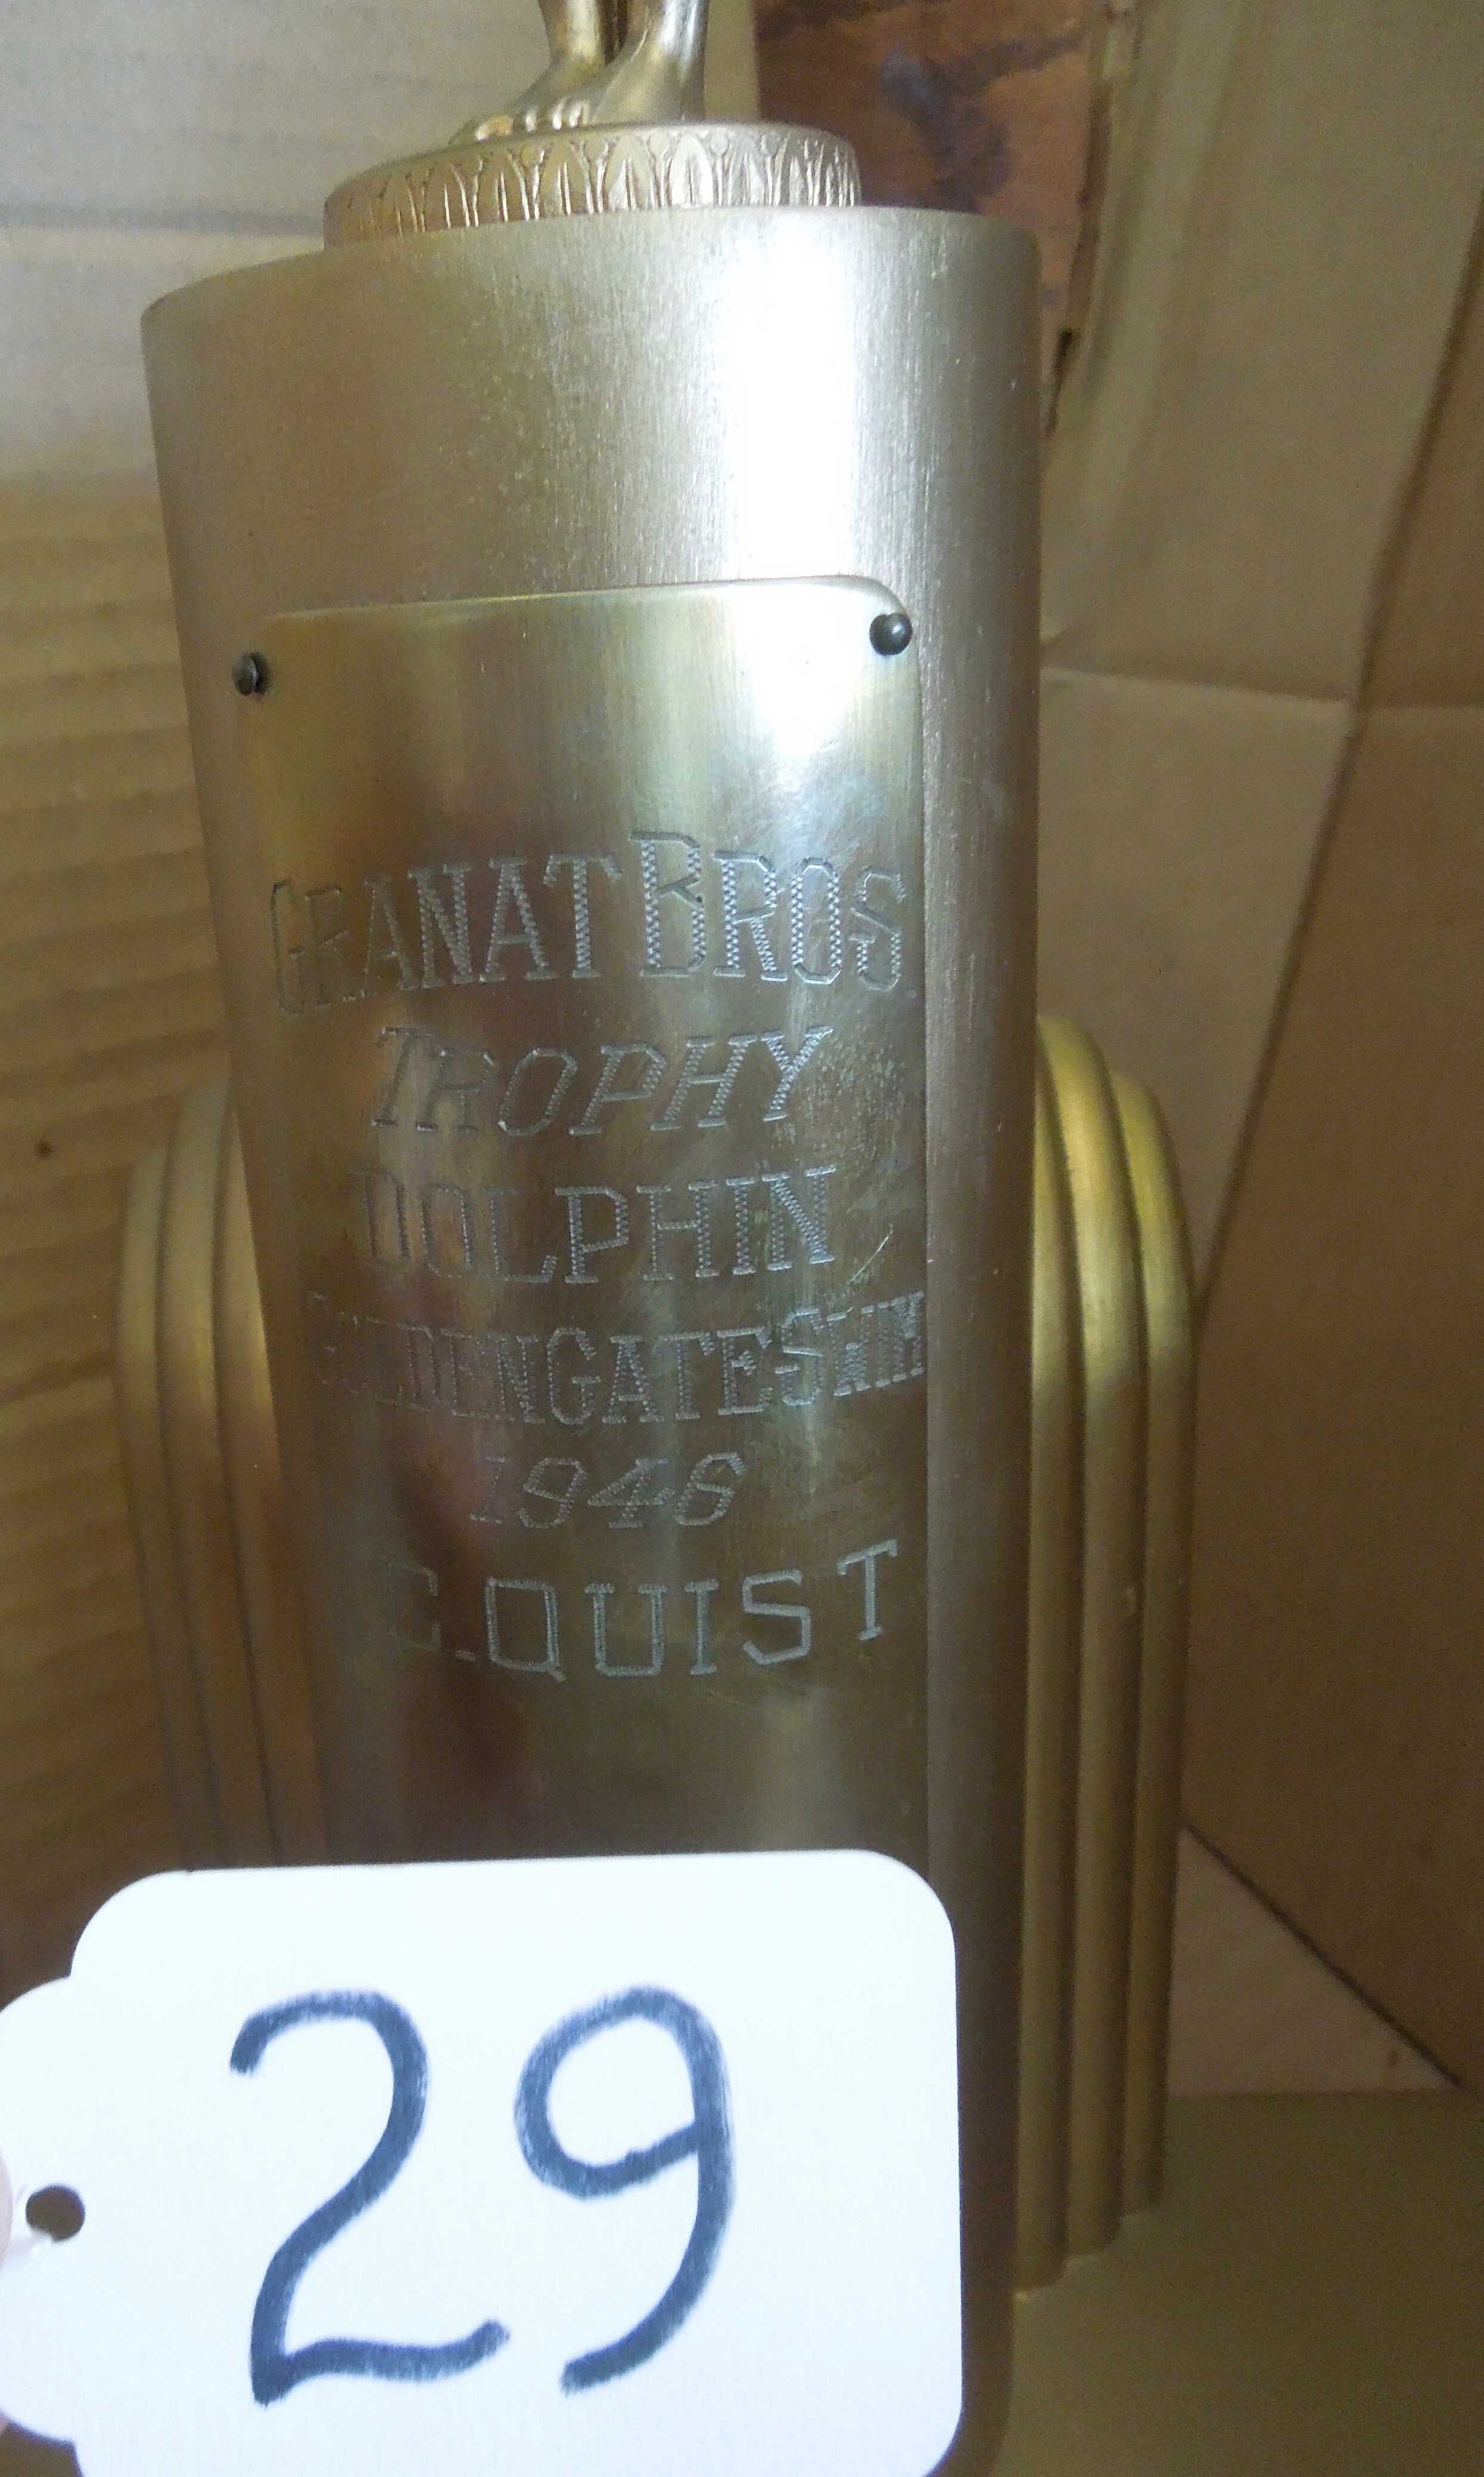 GRANAT BROS.
TROPHY
DOLPHIN
GOLDEN GATE SWIM
1946
E. QUIST
29